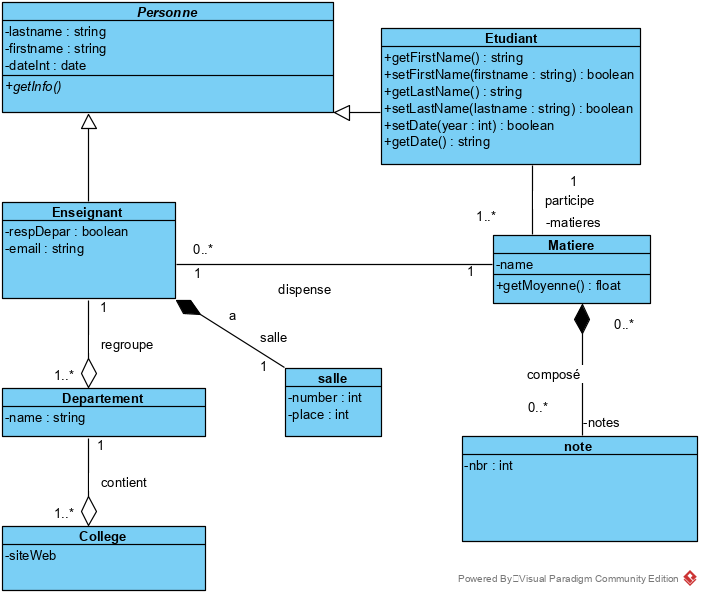 Personne
-lastname : string
-firstname : string
-dateInt : date
+getInfo()
Etudiant
+getFirstName() : string
+setFirstName(firstname : string) : boolean
+getLastName() : string
+setLastName(lastname : string) : boolean
+setDate(year : int) : boolean
+getDate() : string
1
participe
1..*
-matieres
Enseignant
-respDepar : boolean
-email : string
0..*
1
dispense
1
Matiere
-name
+getMoyenne() : float
1
regroupe
1..*
a
salle
1
salle
-number : int
-place : int
0..*
composé
0..*
-notes
Departement
-name : string
1
contient
1..*
note
-nbr : int
College
-siteWeb
Powered By Visual Paradigm Community Edition